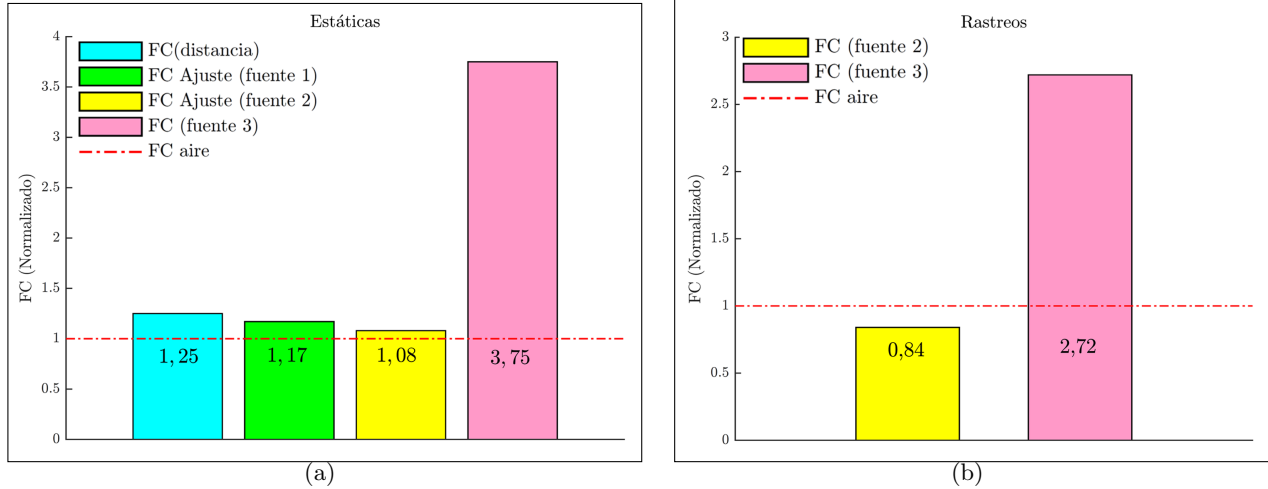 Estáticas
FC(distancia)
FC Ajuste (fuente 1)
FC Ajuste (fuente 2)
FC (fuente 3)
FC aire
FC (Normalizado)
4
3.5
3
2.5
2
1.5
1
0.5
0
1, 25
1, 17
1, 08
3, 75
(a)
Rastreos
FC (fuente 2)
FC (fuente 3)
FC aire
FC (Normalizado)
3
2.5
2
1.5
1
0.5
0
0,84
2,72
(b)